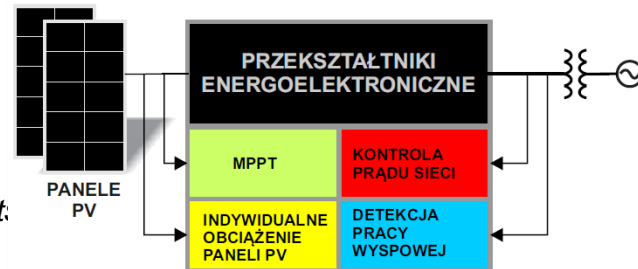 PRZEKSZTAŁTNIKI
ENERGOELEKTRONICZNE
MPPT
KONTROLA
PRĄDU SIECI
PANELE
PV
INDYWIDUALNE
OBCIĄŻENIE
PANELI PV
DETEKCJA
PRACY
WYSPOWEJ